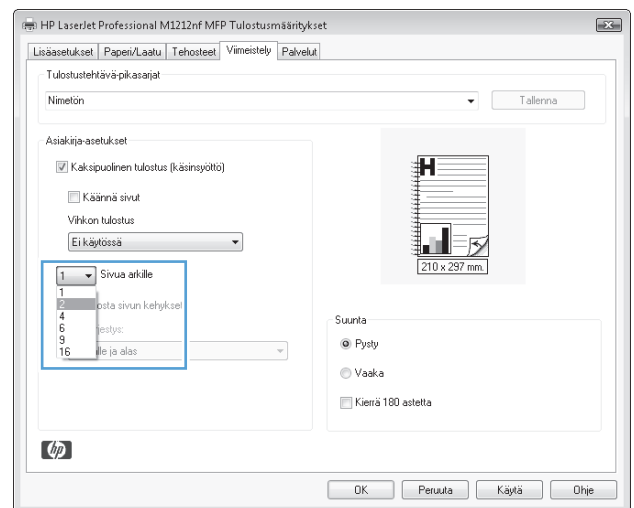 HP LaserJet Professional M1212nf MFP Tulostusmääritykset
Lisäasetukset Paperi/Laatu Tehosteet Viimeistely Palvelut
Tulostustehtävä-pikasarjat
Nimetön
Tallenna
Asiakirja-asetukset
Kaksipuolinen tulostus (käsinsyöttö)
Käännä sivut
Vihkon tulostus
Ei käytössä
1 Sivua arkille
1
2
4
6
9
16
sivun kehykset
ja alas
H
210 x 297 mm.
Suunta
Pysty
Vaaka
Kierrä 180 astetta
hp
OK Peruuta Käytä Ohje